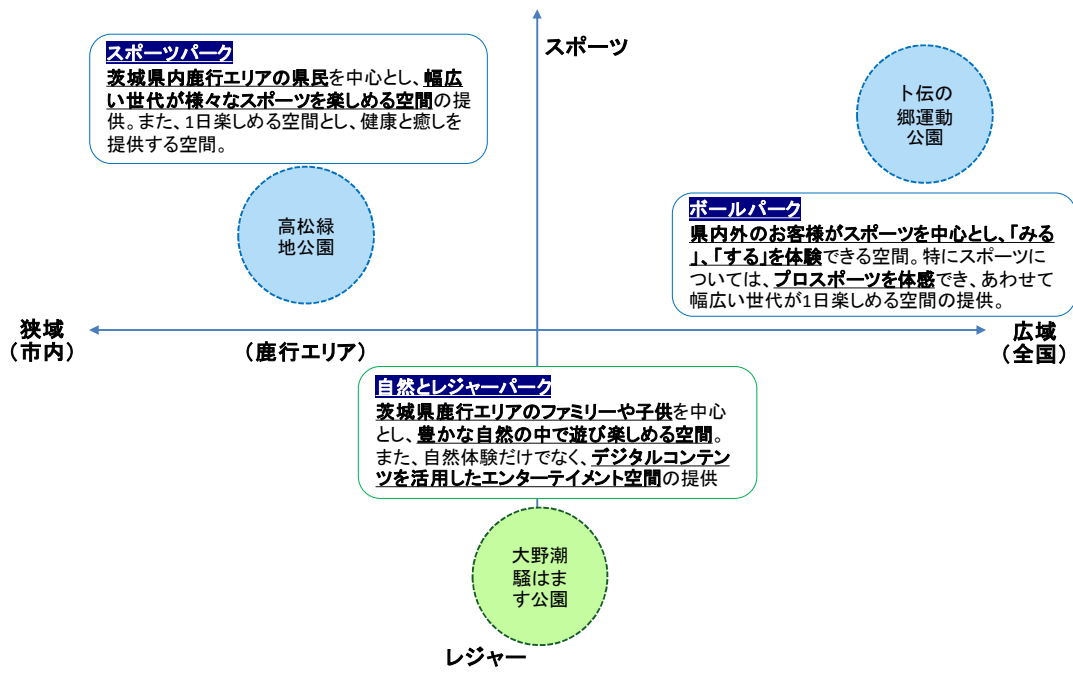 スポーツ
スポーツパーク
茨城県内鹿行エリアの県民を中心とし、幅広
い世代が様々なスポーツを楽しめる空間の提
供。また、1日楽しめる空間とし、健康と癒しを
提供する空間。
卜伝の
郷運動
公園
高松緑
地公園
ボールパーク
県内外のお客様がスポーツを中心とし、「みる
」、「する」を体験できる空間。特にスポーツに
ついては、プロスポーツを体感でき、あわせて
幅広い世代が1日楽しめる空間の提供。
狭域
（市内）
（鹿行エリア）
広域
（全国）
自然とレジャーパーク
茨城県鹿行エリアのファミリーや子供を中心
とし、豊かな自然の中で遊び楽しめる空間。
また、自然体験だけでなく、デジタルコンテン
ツを活用したエンターテイメント空間の提供
大野潮
騒はま
す公園
レジャー